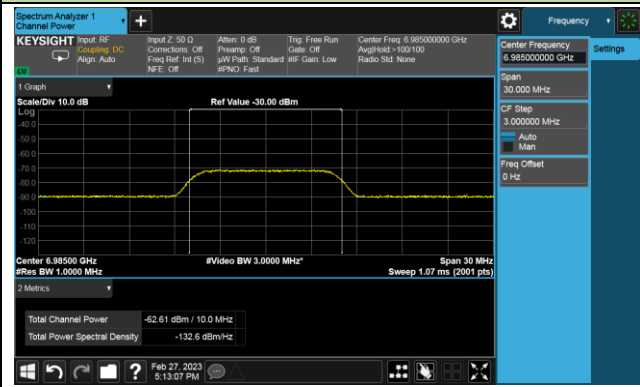 Spectrum Analyzer 1
Channel Power
Frequency
KEYSIGHT
Input: RF
Coupling: DC
Align: Auto
Input Z: 50 Ω
Corrections: Off
Freq Ref: Int (S)
NFE: Off
Atten: 0 dB
Preamp: Off
µW Path: Standard
#PNO: Fast
Trig: Free Run
Gate: Off
#IF Gain: Low
Center Freq: 6.985000000 GHz
Avg|Hold:>100/100
Radio Std: None
1 Graph
Scale/Div 10.0 dB
Ref Value -30.00 dBm
Log
-40.0
-50.0
-60.0
-70.0
-80.0
-90.0
-100
-110
-120
Center 6.98500 GHz
#Res BW 1.0000 MHz
#Video BW 3.0000 MHz*
Span 30 MHz
Sweep 1.07 ms (2001 pts)
2 Metrics
Total Channel Power
-62.61 dBm / 10.0 MHz
Total Power Spectral Density
-132.6 dBm/Hz
Feb 27, 2023
5:13:07 PM
Center Frequency
6.985000000 GHz
Settings
Span
30.000 MHz
CF Step
3.000000 MHz
Auto
Man
Freq Offset
0 Hz